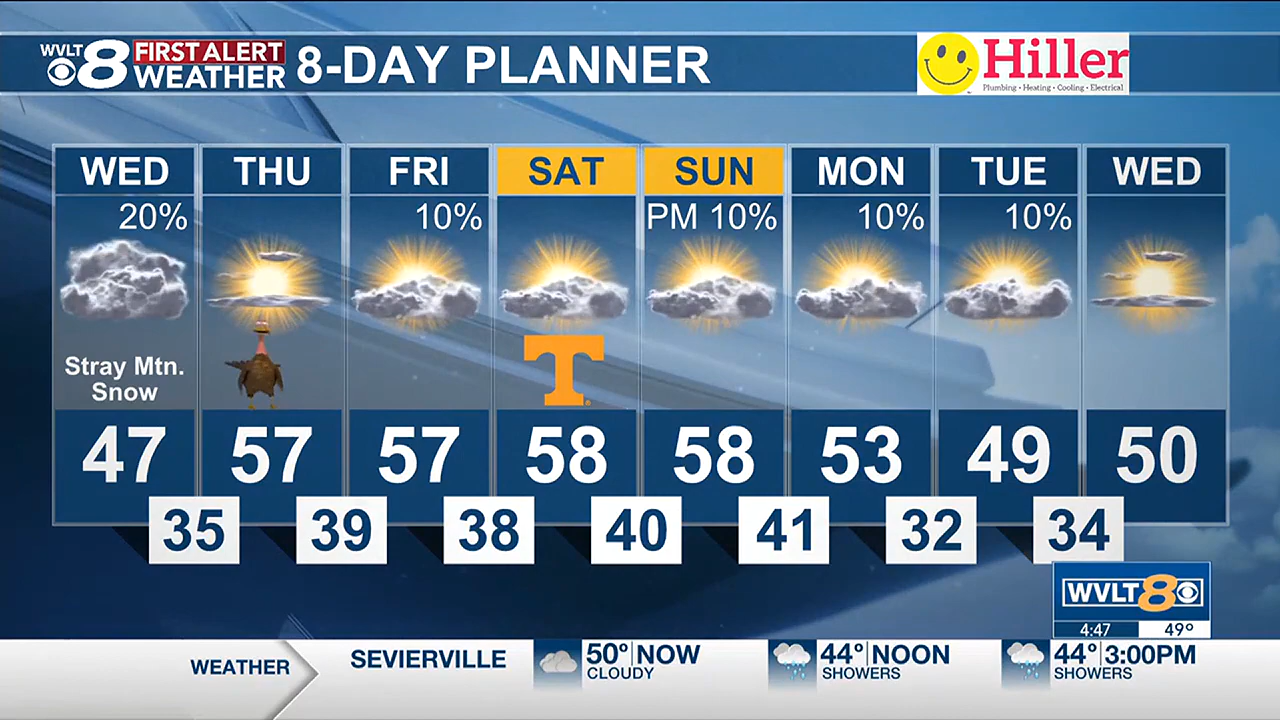 WVLT 8 FIRST ALERT WEATHER 8-DAY PLANNER
Hiller
Plumbing • Heating • Cooling • Electrical
WED THU FRI SAT SUN MON TUE WED
20% 10% PM 10% 10% 10%
Stray Mtn.
Snow
T
47 57 57 58 58 53 49 50
35 39 38 40 41 32 34
WVLT 8
4:47 49°
WEATHER SEVIERVILLE 50° NOW 44° NOON 44° 3:00PM
CLOUDY SHOWERS SHOWERS